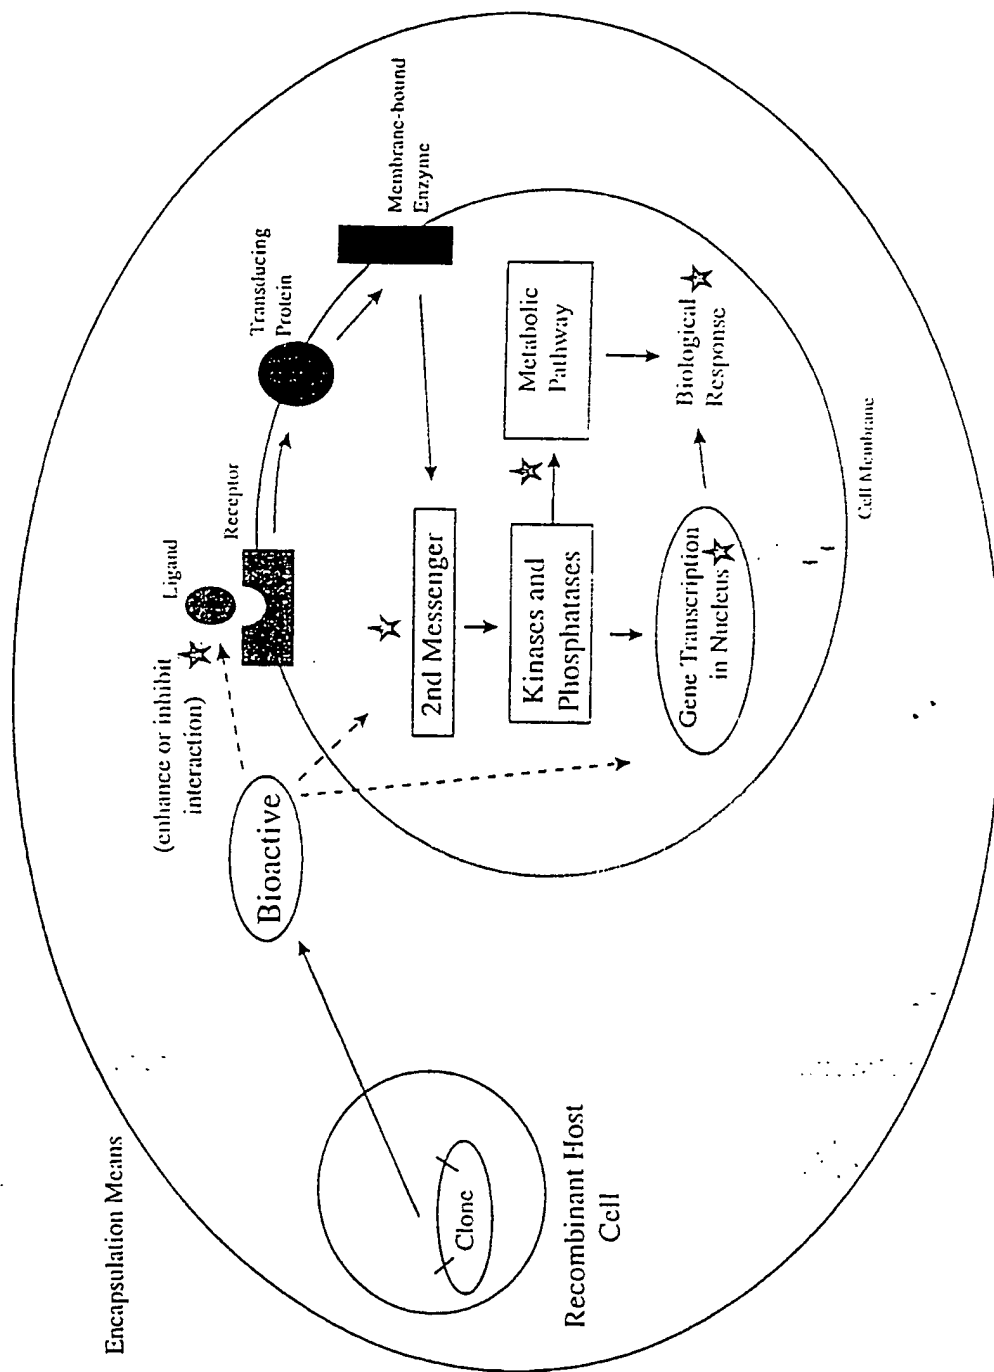 Encapsulation Means
(enhance or inhibit
interaction)
Ligand
Receptor
Transducing
Protein
Membrane-bound
Enzyme
Bioactive
2nd Messenger
Kinases and
Phosphatases
Metabolic
Pathway
Gene Transcription
in Nucleus
Biological
Response
Cell Membrane
Clone
Recombinant Host
Cell